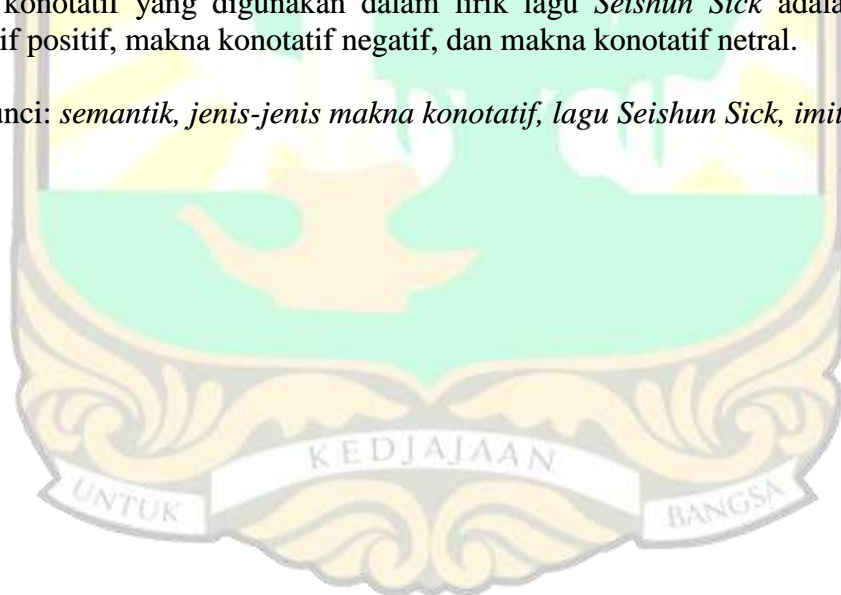 konotatif yang digunakan dalam lirik lagu Seishun Sick adala
if positif, makna konotatif negatif, dan makna konotatif netral.
unci: semantik, jenis-jenis makna konotatif, lagu Seishun Sick, imit
KEDJAJAAN
UNTUK BANGSA